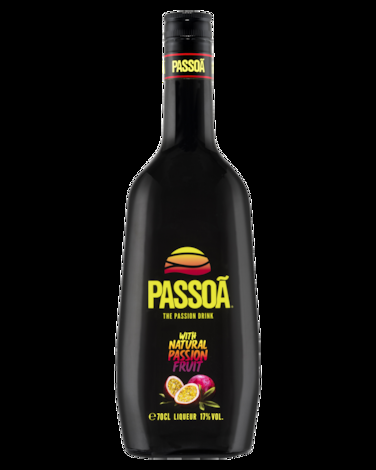 PASSOÃ
PASSOÃ
THE PASSION DRINK
WITH
NATURAL
PASSION
FRUIT
℮70CL LIQUEUR 17%VOL.